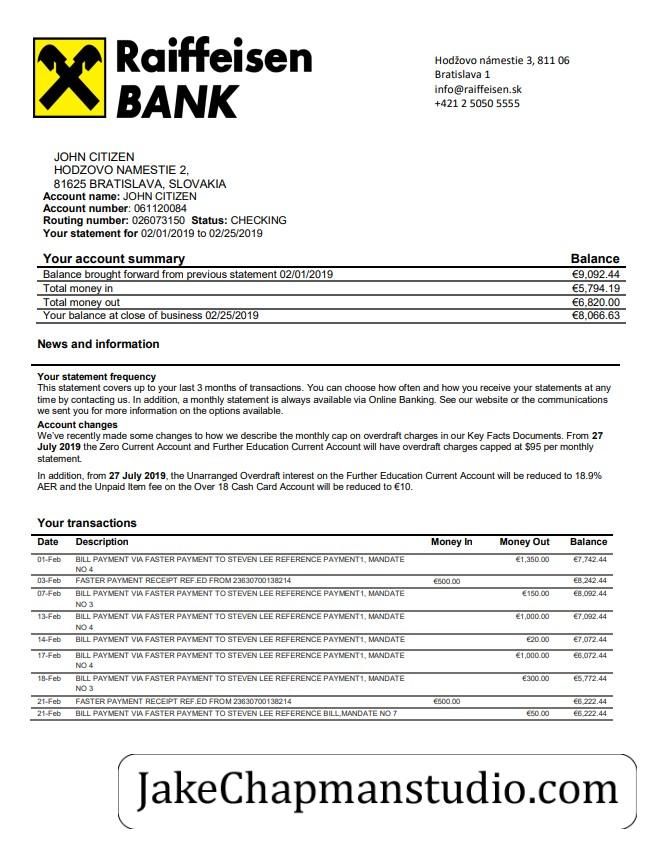 Raiffeisen
BANK
Hodžovo námestie 3, 811 06
Bratislava 1
info@raiffeisen.sk
+421 2 5050 5555
JOHN CITIZEN
HODZOVO NAMESTIE 2,
81625 BRATISLAVA, SLOVAKIA
Account name: JOHN CITIZEN
Account number: 061120084
Routing number: 026073150 Status: CHECKING
Your statement for 02/01/2019 to 02/25/2019
Your account summary Balance
Balance brought forward from previous statement 02/01/2019 €9,092.44
Total money in €5,794.19
Total money out €6,820.00
Your balance at close of business 02/25/2019 €8,066.63
News and information
Your statement frequency
This statement covers up to your last 3 months of transactions. You can choose how often and how you receive your statements at any
time by contacting us. In addition, a monthly statement is always available via Online Banking. See our website or the communications
we sent you for more information on the options available.
Account changes
We've recently made some changes to how we describe the monthly cap on overdraft charges in our Key Facts Documents. From 27
July 2019 the Zero Current Account and Further Education Current Account will have overdraft charges capped at $95 per monthly
statement.
In addition, from 27 July 2019, the Unarranged Overdraft interest on the Further Education Current Account will be reduced to 18.9%
AER and the Unpaid Item fee on the Over 18 Cash Card Account will be reduced to €10.
Your transactions
Date Description Money In Money Out Balance
01-Feb BILL PAYMENT VIA FASTER PAYMENT TO STEVEN LEE REFERENCE PAYMENT1, MANDATE €1,350.00 €7,742.44
NO 4
03-Feb FASTER PAYMENT RECEIPT REF.ED FROM 23630700138214 €500.00 €8,242.44
07-Feb BILL PAYMENT VIA FASTER PAYMENT TO STEVEN LEE REFERENCE PAYMENT1, MANDATE €150.00 €8,092.44
NO 3
13-Feb BILL PAYMENT VIA FASTER PAYMENT TO STEVEN LEE REFERENCE PAYMENT1, MANDATE €1,000.00 €7,092.44
NO 4
14-Feb BILL PAYMENT VIA FASTER PAYMENT TO STEVEN LEE REFERENCE PAYMENT1, MANDATE €20.00 €7,072.44
17-Feb BILL PAYMENT VIA FASTER PAYMENT TO STEVEN LEE REFERENCE PAYMENT1, MANDATE €1,000.00 €6,072.44
NO 4
18-Feb BILL PAYMENT VIA FASTER PAYMENT TO STEVEN LEE REFERENCE PAYMENT1, MANDATE €300.00 €5,772.44
NO 3
21-Feb FASTER PAYMENT RECEIPT REF.ED FROM 23630700138214 €500.00 €6,222.44
21-Feb BILL PAYMENT VIA FASTER PAYMENT TO STEVEN LEE REFERENCE BILL,MANDATE NO 7 €50.00 €6,222.44
JakeChapmanstudio.com